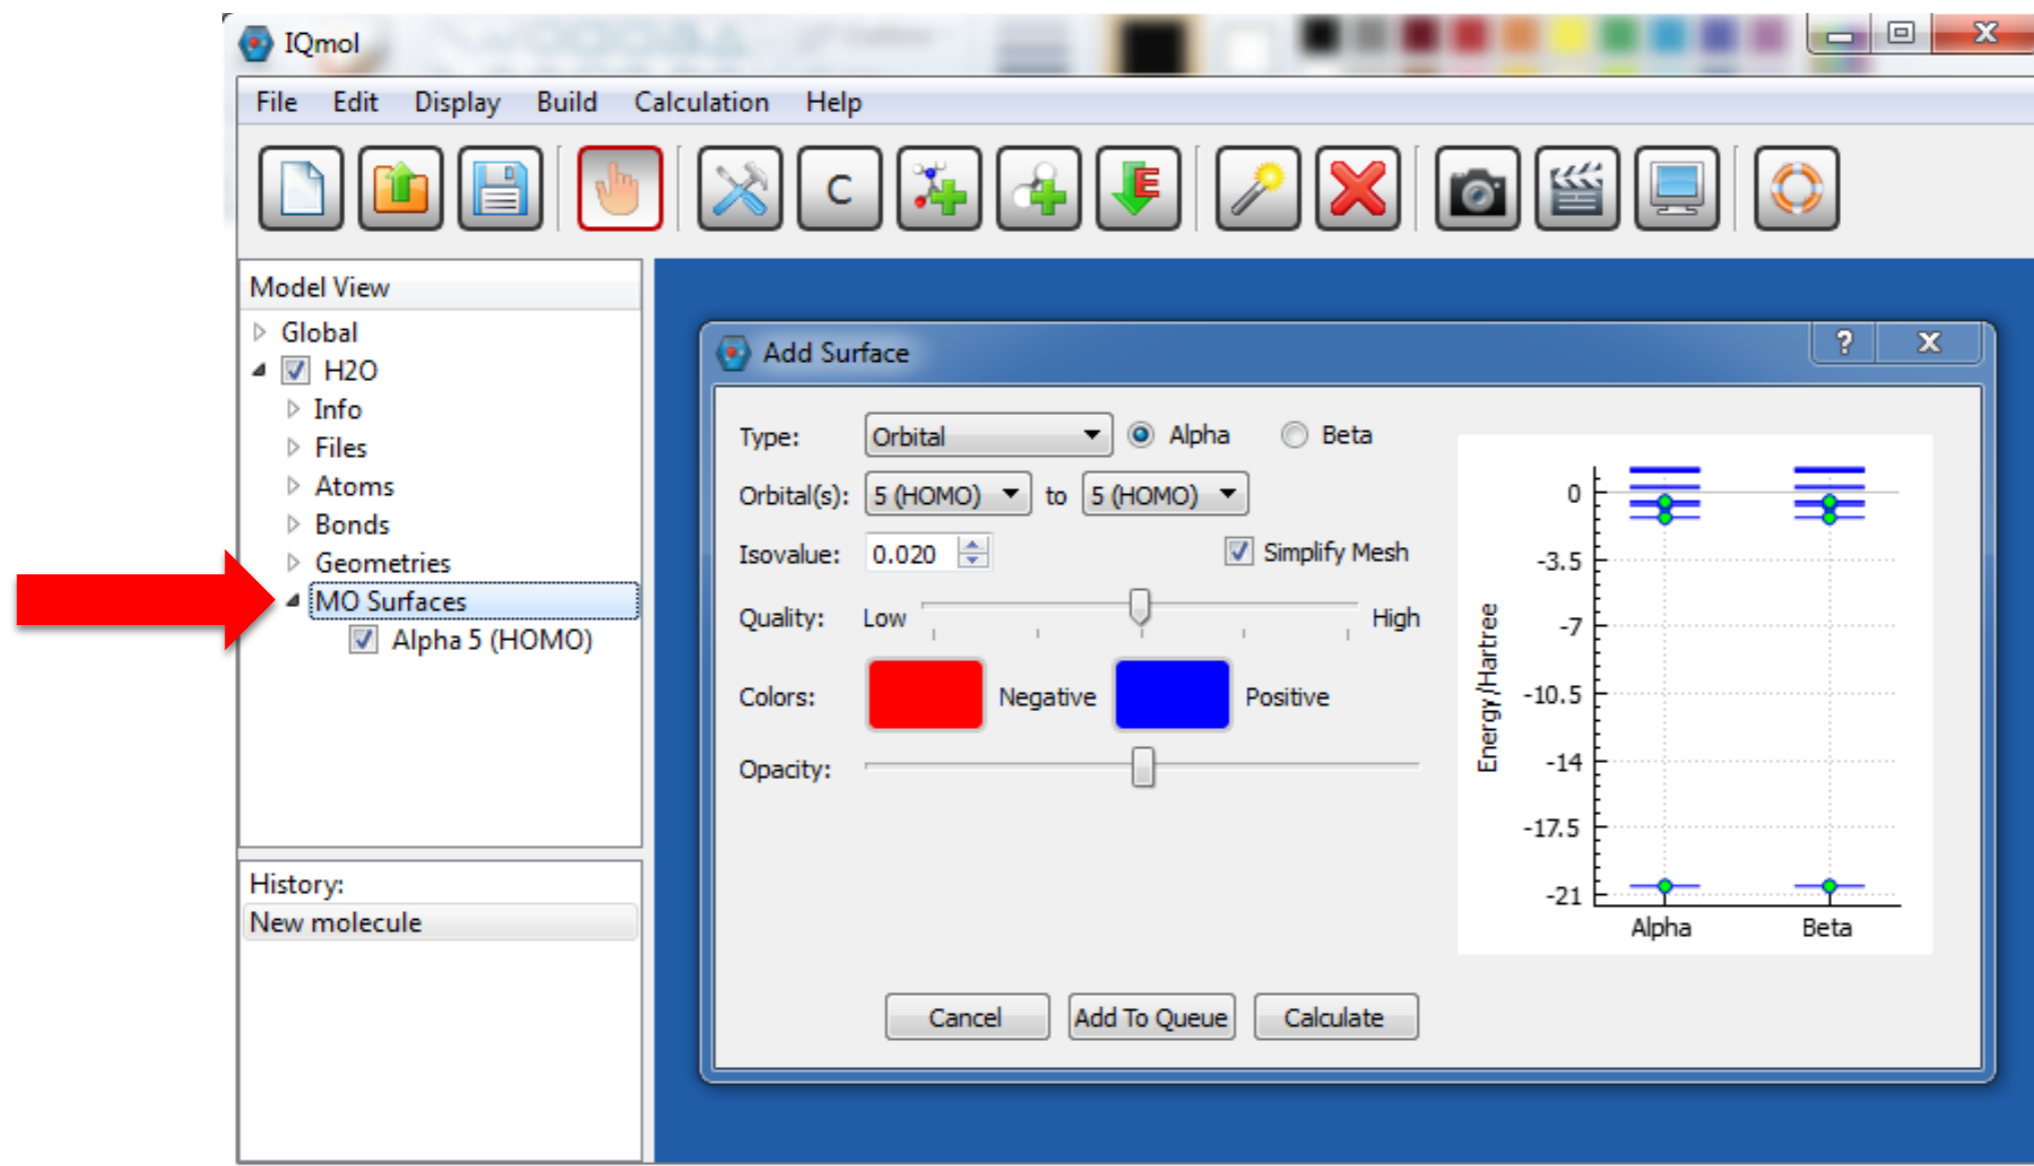 IQmol
File Edit Display Build Calculation Help
C
E
Model View
Global
H2O
Info
Files
Atoms
Bonds
Geometries
MO Surfaces
Alpha 5 (HOMO)
History:
New molecule
Add Surface
?
X
Type: Orbital Alpha Beta
Orbital(s): 5 (HOMO) to 5 (HOMO)
Isovalue: 0.020 Simplify Mesh
Quality: Low High
Colors: Negative Positive
Opacity:
Cancel Add To Queue Calculate
Energy/Hartree
0
-3.5
-7
-10.5
-14
-17.5
-21
Alpha Beta